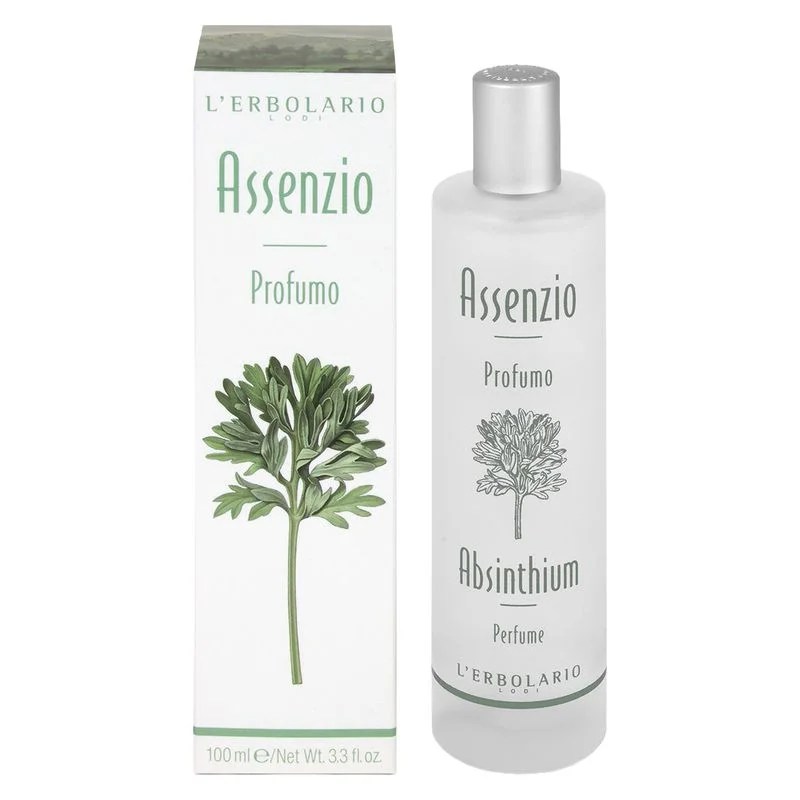 L'ERBOLARIO
LODI
Assenzio
Profumo
100 ml ℮/Net Wt. 3.3 fl. oz.
Assenzio
Profumo
Absinthium
Perfume
L'ERBOLARIO
LODI